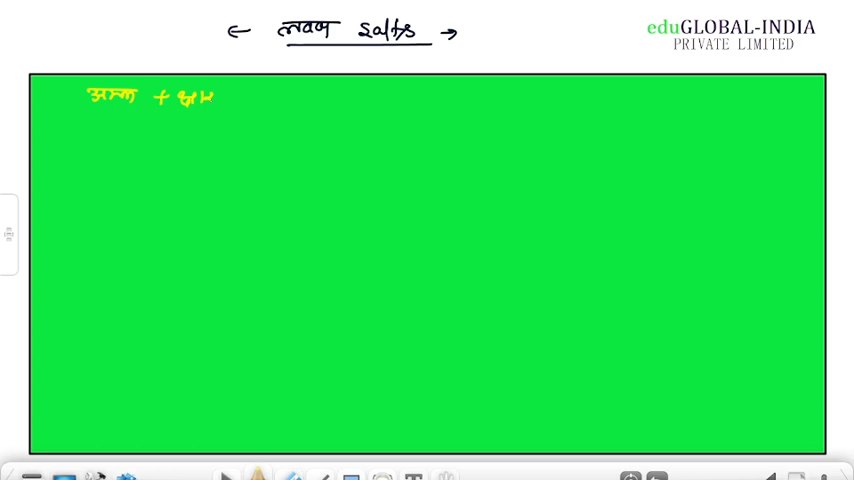 ← लवण salts →
eduGLOBAL-INDIA
PRIVATE LIMITED
अम्ल + क्षा